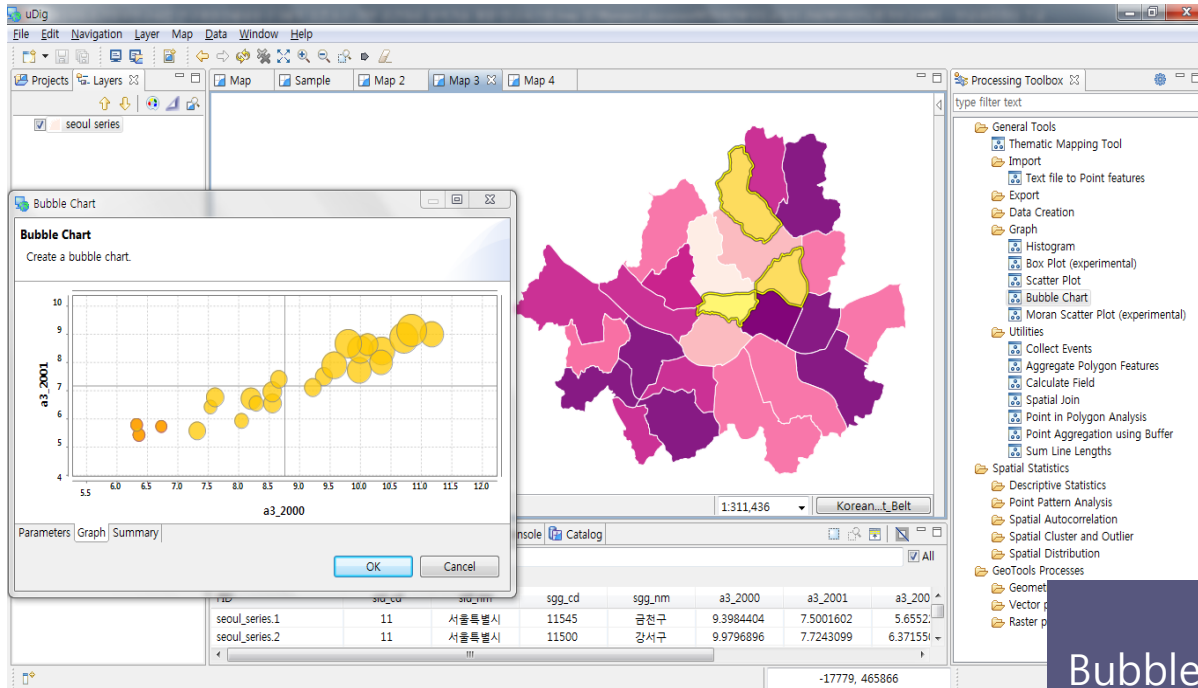 uDig
File Edit Navigation Layer Map Data Window Help
Projects Layers
Map Sample Map 2 Map 3 Map 4
Processing Toolbox
type filter text
seoul series
General Tools
Thematic Mapping Tool
Import
Text file to Point features
Export
Data Creation
Graph
Histogram
Box Plot (experimental)
Scatter Plot
Bubble Chart
Moran Scatter Plot (experimental)
Utilities
Collect Events
Aggregate Polygon Features
Calculate Field
Spatial Join
Point in Polygon Analysis
Point Aggregation using Buffer
Sum Line Lengths
Spatial Statistics
Descriptive Statistics
Point Pattern Analysis
Spatial Autocorrelation
Spatial Cluster and Outlier
Spatial Distribution
GeoTools Processes
Geomet
Vector p
Raster p
Bubble Chart
Bubble Chart
Create a bubble chart.
10
9
8
7
6
5
4
a3_2001
5.5 6.0 6.5 7.0 7.5 8.0 8.5 9.0 9.5 10.0 10.5 11.0 11.5 12.0
a3_2000
Parameters Graph Summary
OK Cancel
1:311,436 Korean...t_Belt
nsole Catalog
All
sgg_cd sgg_nm a3_2000 a3_2001 a3_200
seoul_series.1 11 서울특별시 11545 금천구 9.3984404 7.5001602 5.6552
seoul_series.2 11 서울특별시 11500 강서구 9.9796896 7.7243099 6.37155
-17779, 465866
Bubble